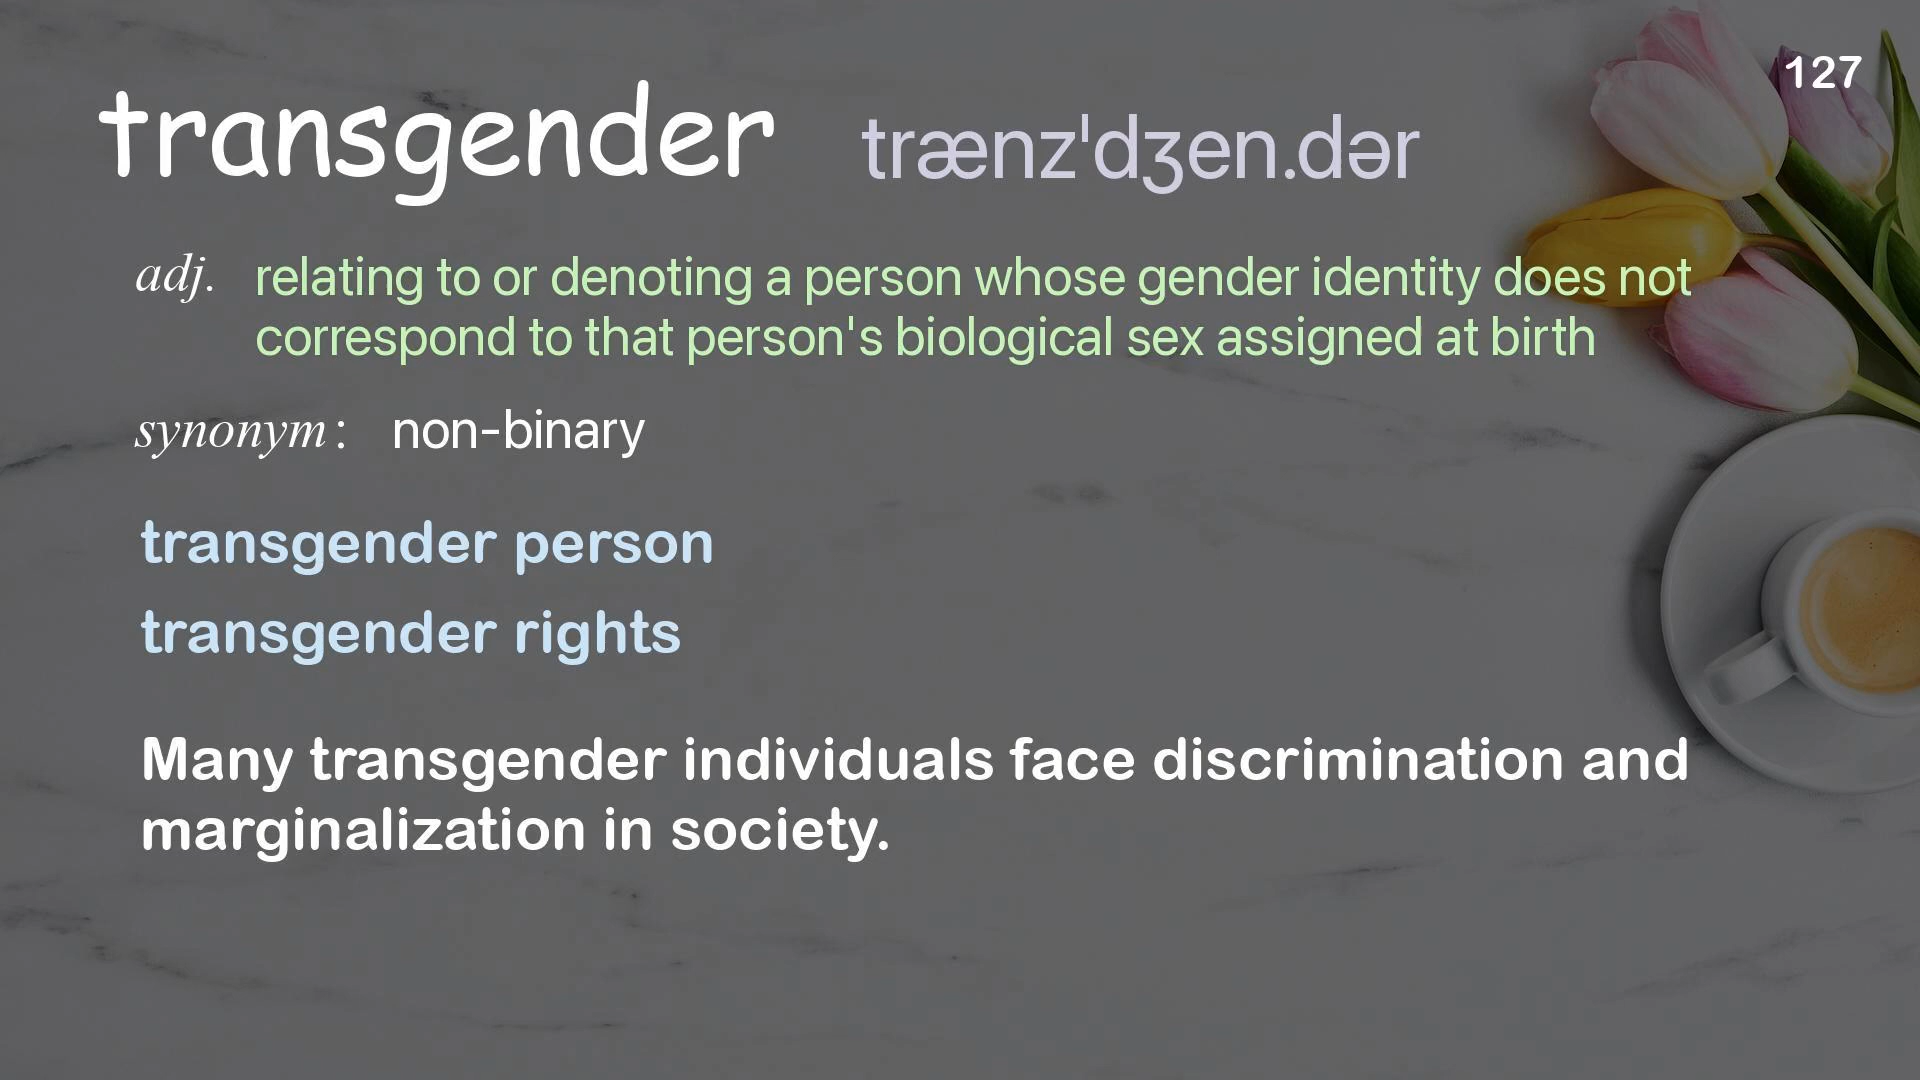 127
transgender trænzˈdʒen.dər
adj. relating to or denoting a person whose gender identity does not
correspond to that person's biological sex assigned at birth
synonym: non-binary
transgender person
transgender rights
Many transgender individuals face discrimination and
marginalization in society.